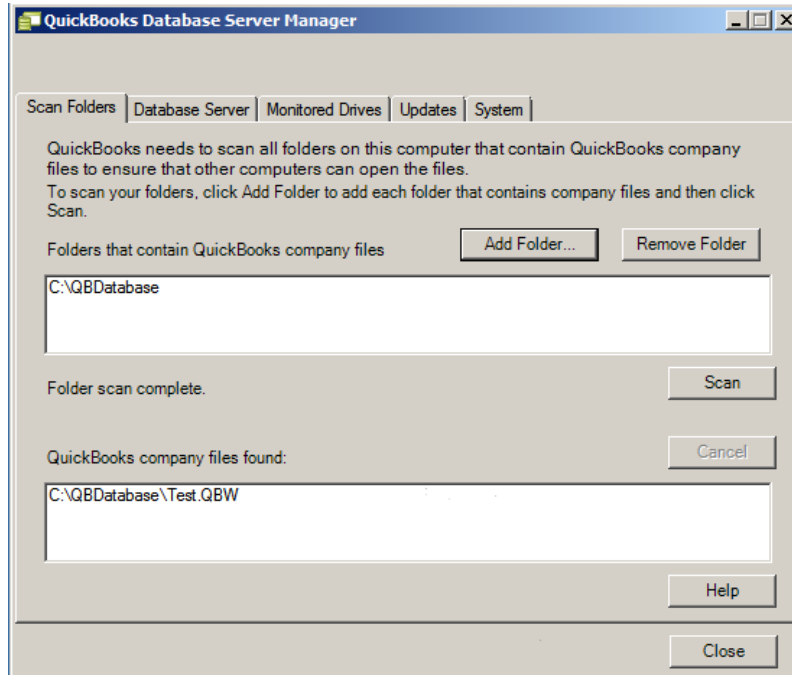 QuickBooks Database Server Manager
Scan Folders Database Server Monitored Drives Updates System
QuickBooks needs to scan all folders on this computer that contain QuickBooks company
files to ensure that other computers can open the files.
To scan your folders, click Add Folder to add each folder that contains company files and then click
Scan.
Folders that contain QuickBooks company files Add Folder... Remove Folder
C:\QBDatabase
Folder scan complete. Scan
QuickBooks company files found: Cancel
C:\QBDatabase\Test.QBW
Help
Close